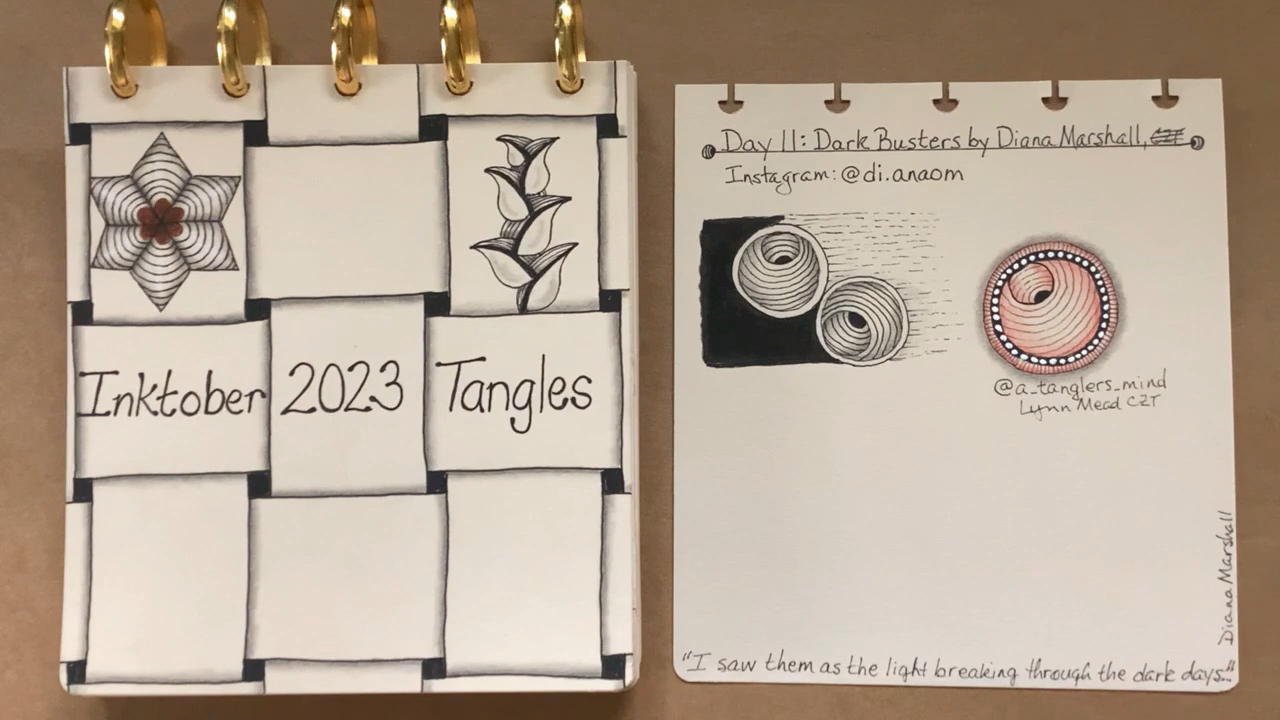 Inktober 2023 Tangles
Day 11: Dark Busters by Diana Marshall,
Instagram: @di.anaom
@a_tanglers_mind
Lynn Mead CZT
Diana Marshall
"I saw them as the light breaking through the dark days..."